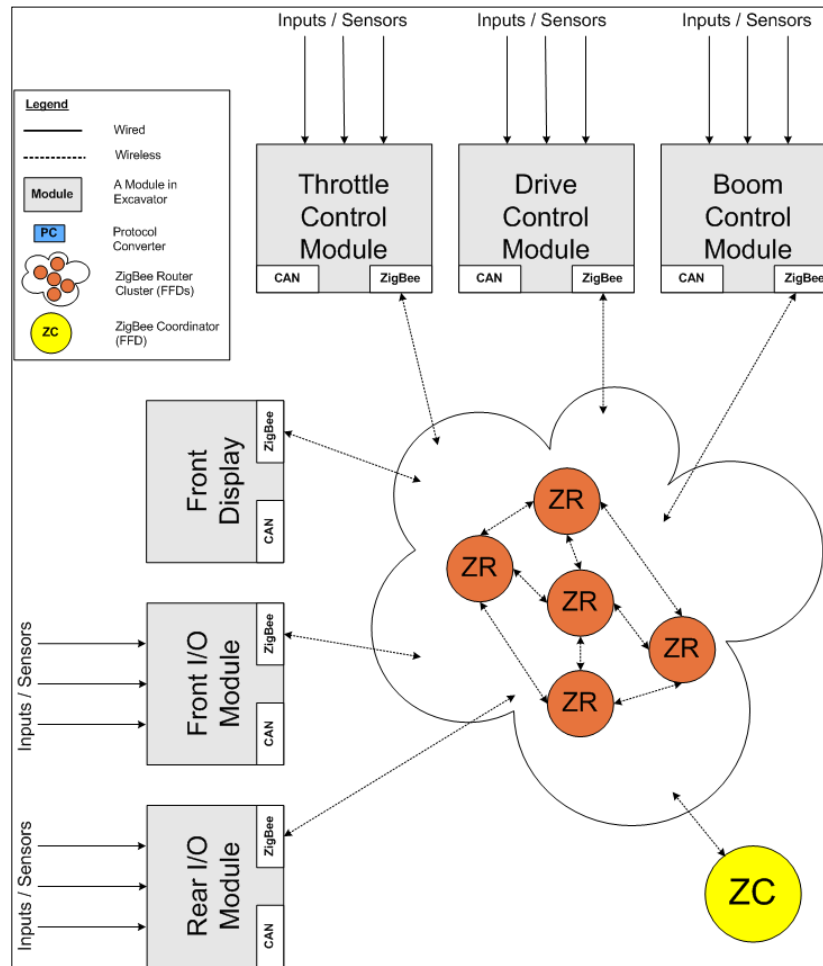 Inputs / Sensors
Inputs / Sensors
Inputs / Sensors
Legend
Wired
Wireless
Module
A Module in
Excavator
PC
Protocol
Converter
ZigBee Router
Cluster (FFDs)
ZC
ZigBee Coordinator
(FFD)
Throttle
Control
Module
CAN
ZigBee
Drive
Control
Module
CAN
ZigBee
Boom
Control
Module
CAN
ZigBee
Front
Display
ZigBee
CAN
Inputs / Sensors
Front I/O
Module
ZigBee
CAN
Inputs / Sensors
Rear I/O
Module
ZigBee
CAN
ZR
ZR
ZR
ZR
ZR
ZC